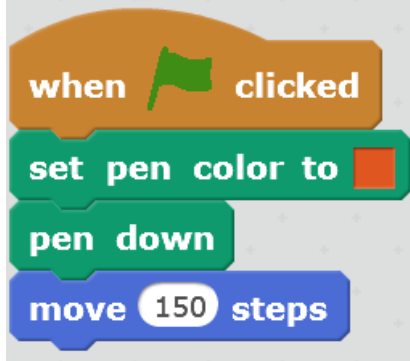 when clicked
set pen color to
pen down
move 150 steps